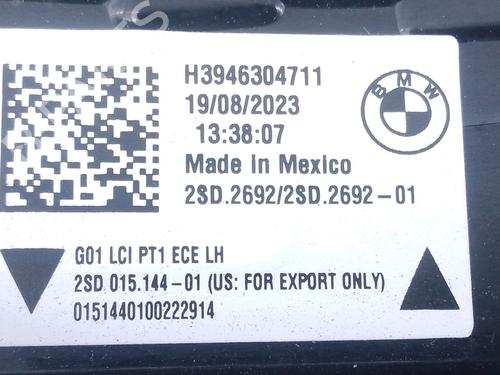 H3946304711
19/08/2023
13:38:07
Made In Mexico
2SD.2692/2SD.2692-01
BMW
G01 LCI PT1 ECE LH
2SD 015.144-01 (US: FOR EXPORT ONLY)
0151440100222914